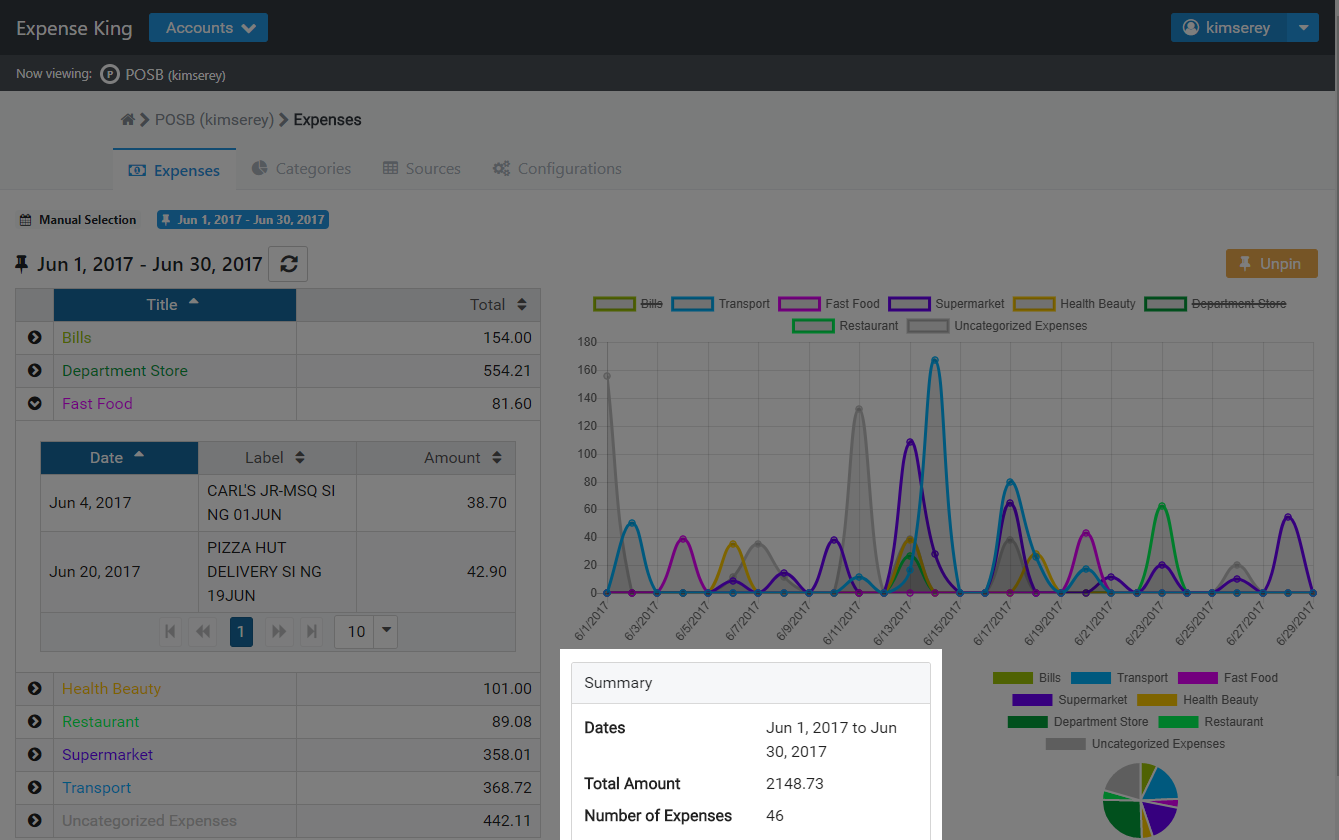 Expense King
Accounts
kimserey
Now viewing: P POSB (kimserey)
POSB (kimserey) Expenses
Expenses Categories Sources Configurations
Manual Selection Jun 1, 2017 - Jun 30, 2017
Jun 1, 2017 - Jun 30, 2017
Unpin
Title Total
Bills 154.00
Department Store 554.21
Fast Food 81.60
Date Label Amount
Jun 4, 2017 CARL'S JR-MSQ SI 38.70
NG 01JUN
PIZZA HUT
Jun 20, 2017 DELIVERY SI NG 42.90
19JUN
1 10
Health Beauty 101.00
Restaurant 89.08
Supermarket 358.01
Transport 368.72
Uncategorized Expenses 442.11
Bills Transport Fast Food Supermarket Health Beauty Department Store
Restaurant Uncategorized Expenses
180
160
140
120
100
80
60
40
20
0
6/1/2017 6/3/2017 6/5/2017 6/7/2017 6/9/2017 6/11/2017 6/13/2017 6/15/2017 6/17/2017 6/19/2017 6/21/2017 6/23/2017 6/25/2017 6/27/2017 6/29/2017
Summary
Dates Jun 1, 2017 to Jun
30, 2017
Total Amount 2148.73
Number of Expenses 46
Bills Transport Fast Food
Supermarket Health Beauty
Department Store Restaurant
Uncategorized Expenses